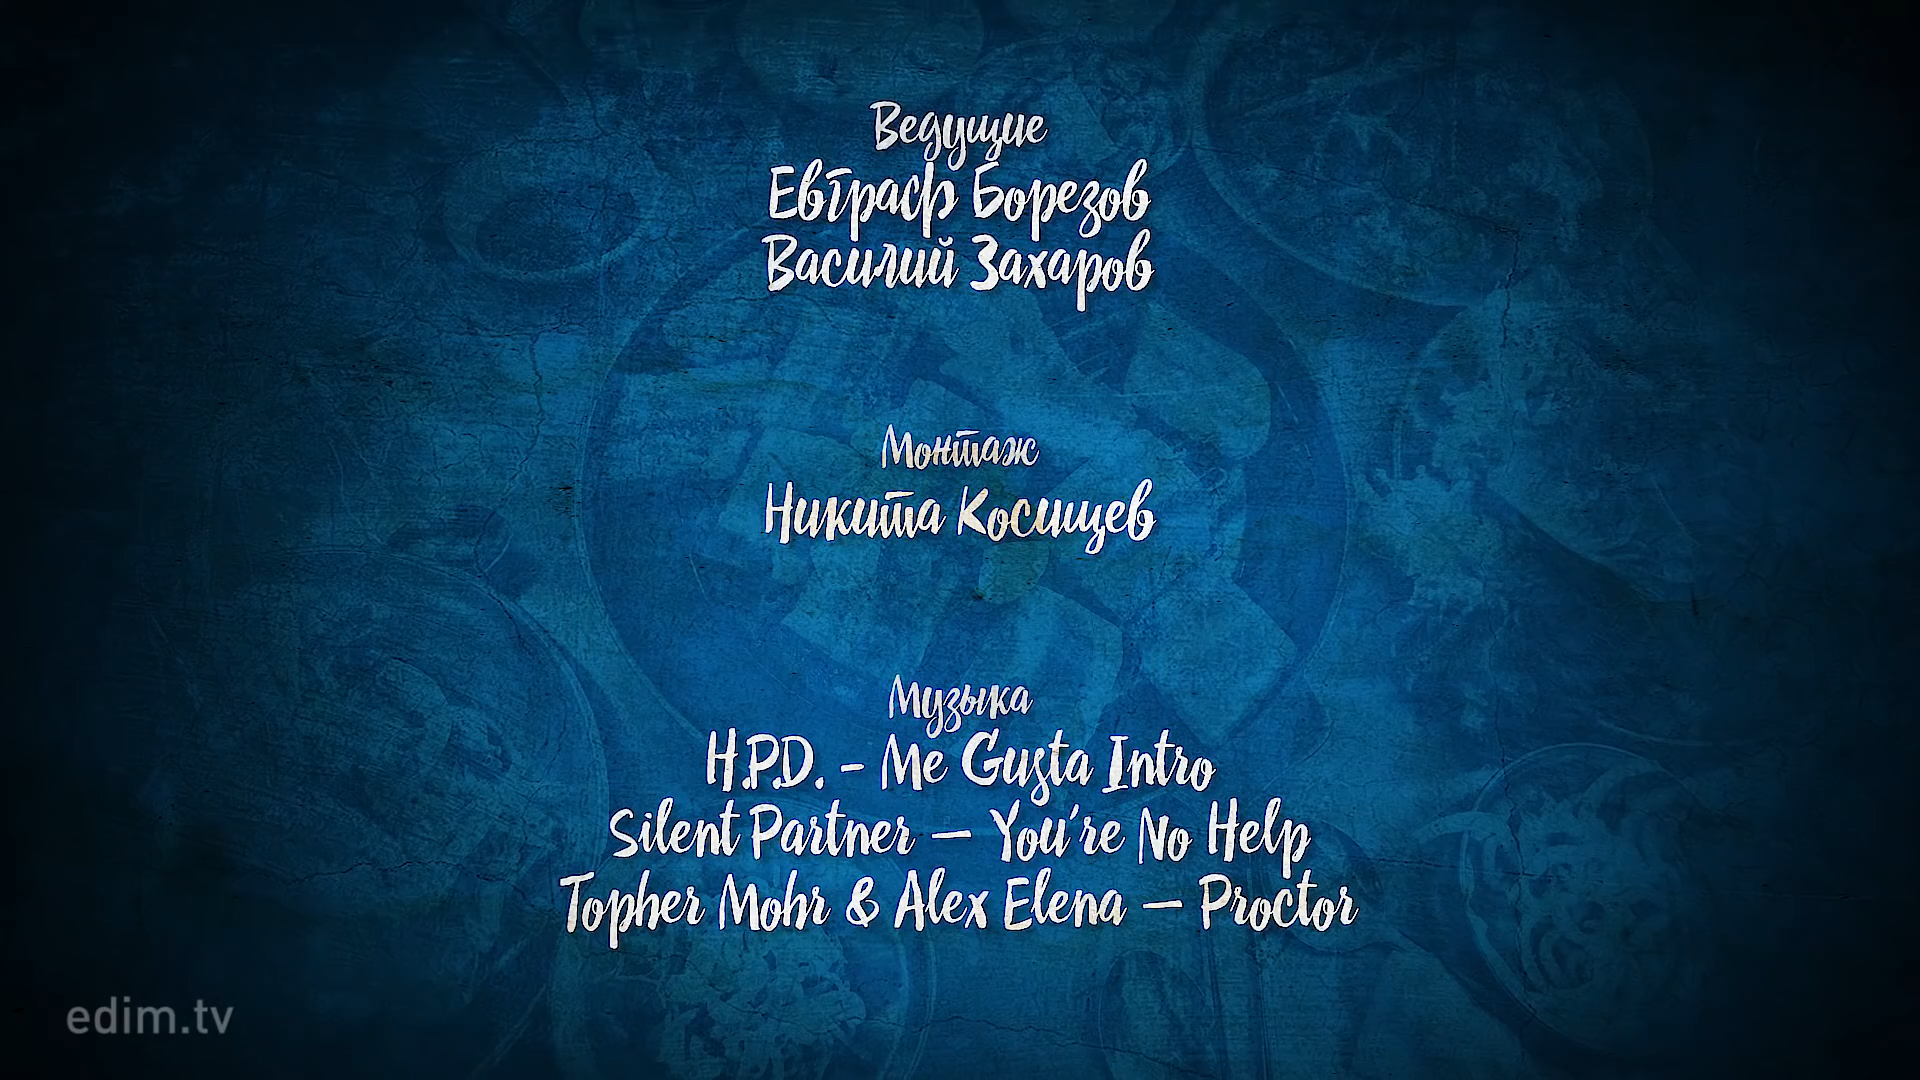 Ведущие
Евграф Борезов
Василий Захаров
Монтаж
Никита Косищев
Музыка
H.P.D. - Me Gusta Intro
Silent Partner — You're No Help
Topher Mohr & Alex Elena — Proctor
edim.tv